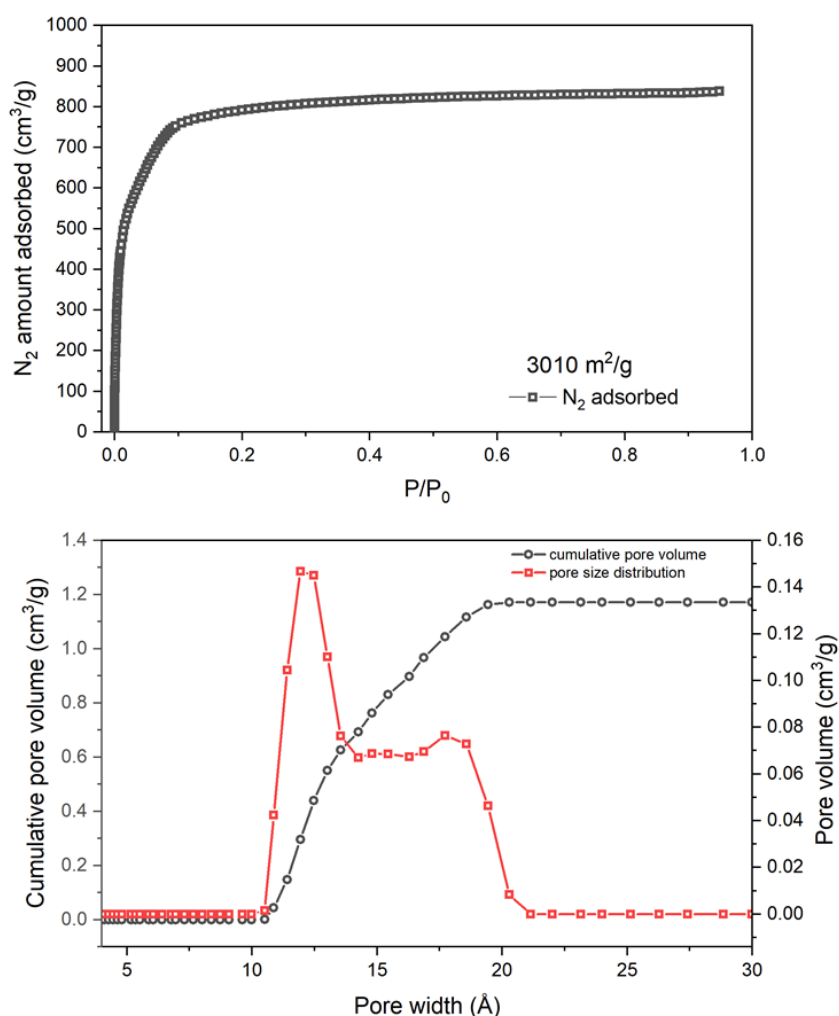 1000
900
800
700
600
500
400
300
200
100
0
N₂ amount adsorbed (cm³/g)
3010 m²/g
N₂ adsorbed
0.0 0.2 0.4 0.6 0.8 1.0
P/P₀
1.4
1.2
1.0
0.8
0.6
0.4
0.2
0.0
Cumulative pore volume (cm³/g)
cumulative pore volume
pore size distribution
0.16
0.14
0.12
0.10
0.08
0.06
0.04
0.02
0.00
Pore volume (cm³/g)
5 10 15 20 25 30
Pore width (Å)